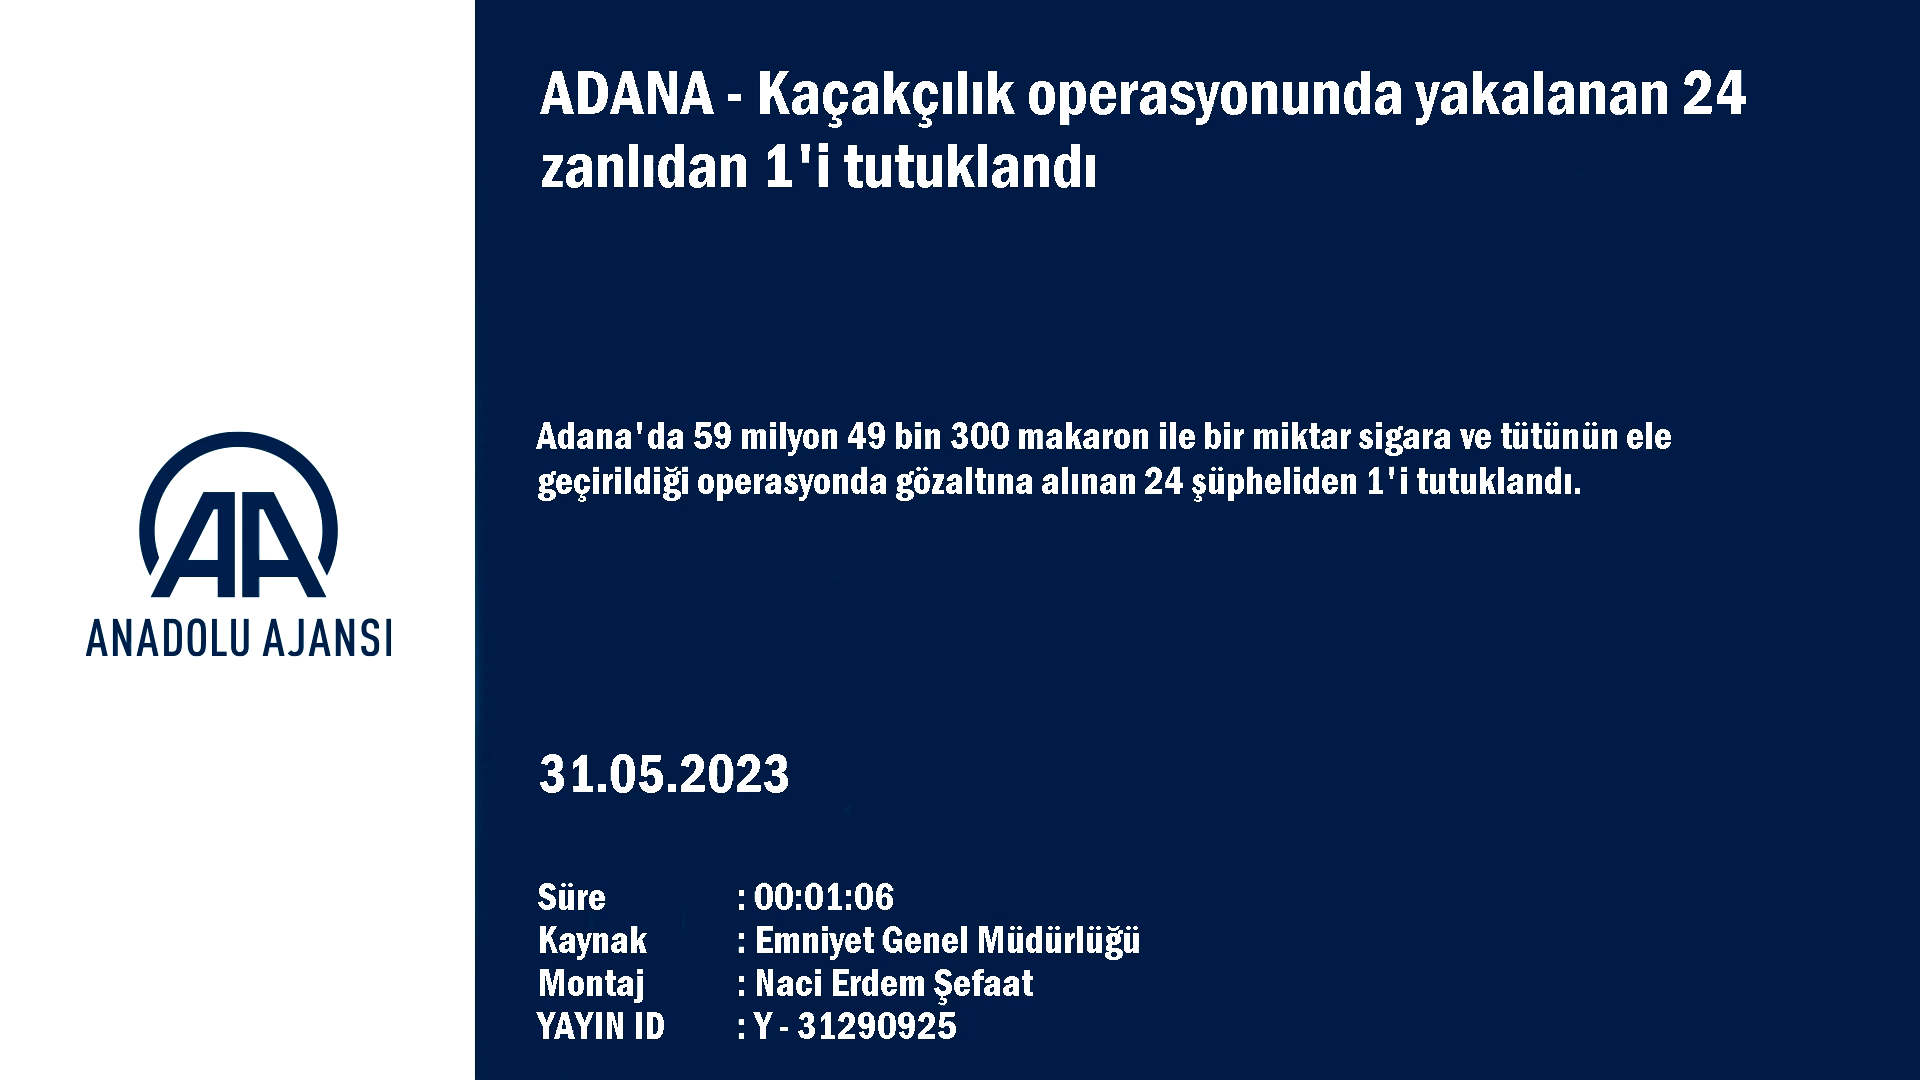 ADANA - Kaçakçılık operasyonunda yakalanan 24
zanlıdan 1'i tutuklandı
Adana'da 59 milyon 49 bin 300 makaron ile bir miktar sigara ve tütünün ele
geçirildiği operasyonda gözaltına alınan 24 şüpheliden 1'i tutuklandı.
AA
ANADOLU AJANSI
31.05.2023
Süre : 00:01:06
Kaynak : Emniyet Genel Müdürlüğü
Montaj : Naci Erdem Şefaat
YAYIN ID : Y - 31290925